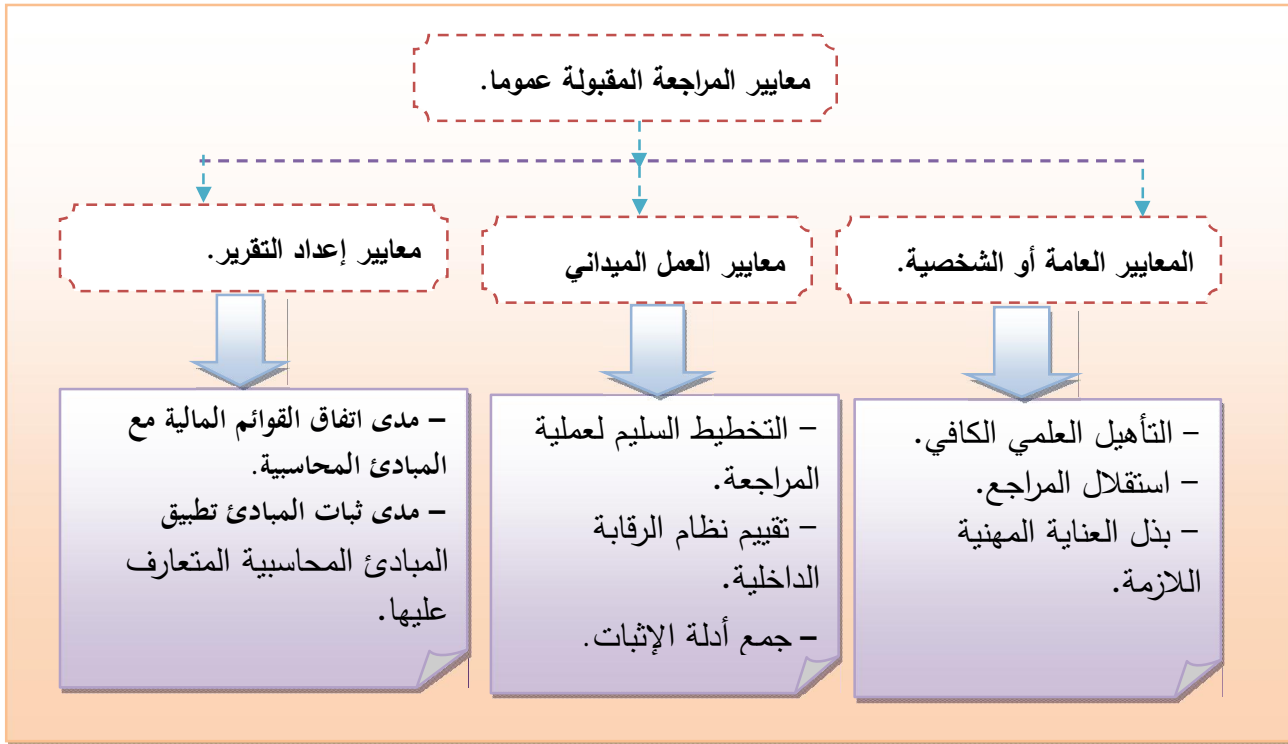 معايير المراجعة المقبولة عموما.
المعايير العامة أو الشخصية.
معايير العمل الميداني
معايير إعداد التقرير.
– التأهيل العلمي الكافي.
– استقلال المراجع.
– بذل العناية المهنية
اللازمة.
– التخطيط السليم لعملية
المراجعة.
– تقييم نظام الرقابة
الداخلية.
– جمع أدلة الإثبات.
– مدى اتفاق القوائم المالية مع
المبادئ المحاسبية.
– مدى ثبات المبادئ تطبيق
المبادئ المحاسبية المتعارف
عليها.